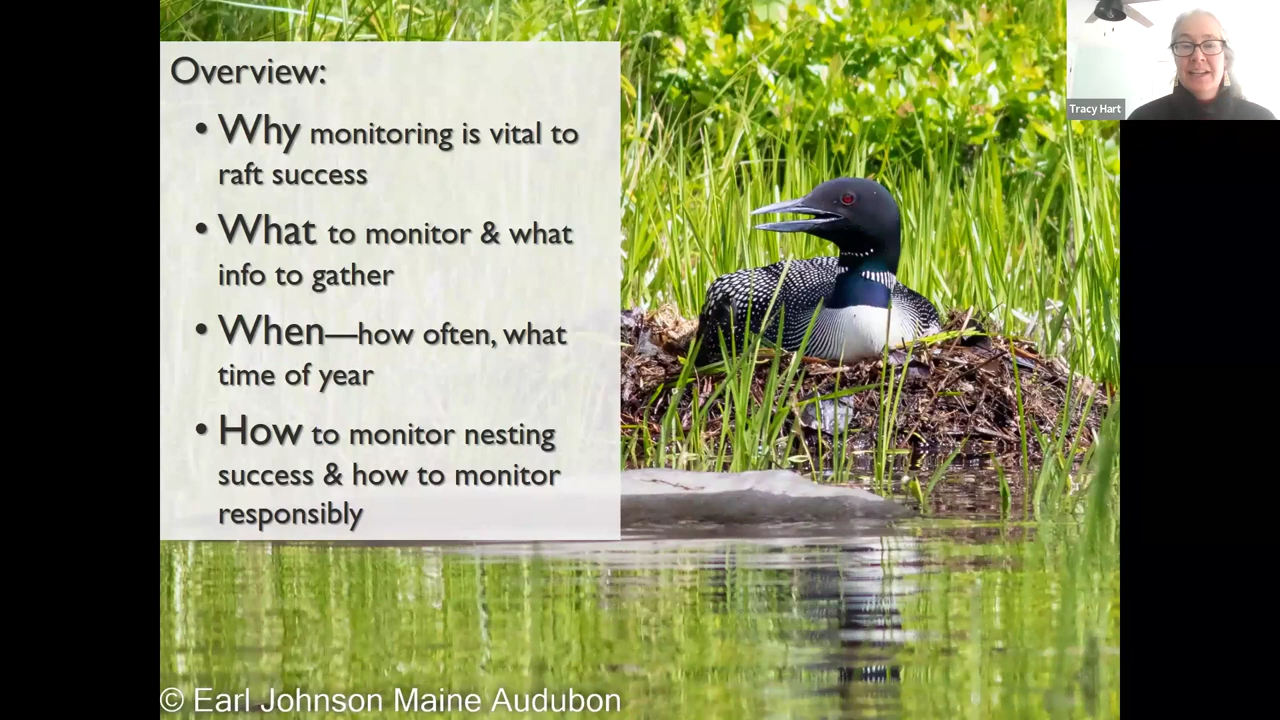 Overview:
• Why monitoring is vital to
raft success
• What to monitor & what
info to gather
• When—how often, what
time of year
• How to monitor nesting
success & how to monitor
responsibly
© Earl Johnson Maine Audubon
Tracy Hart